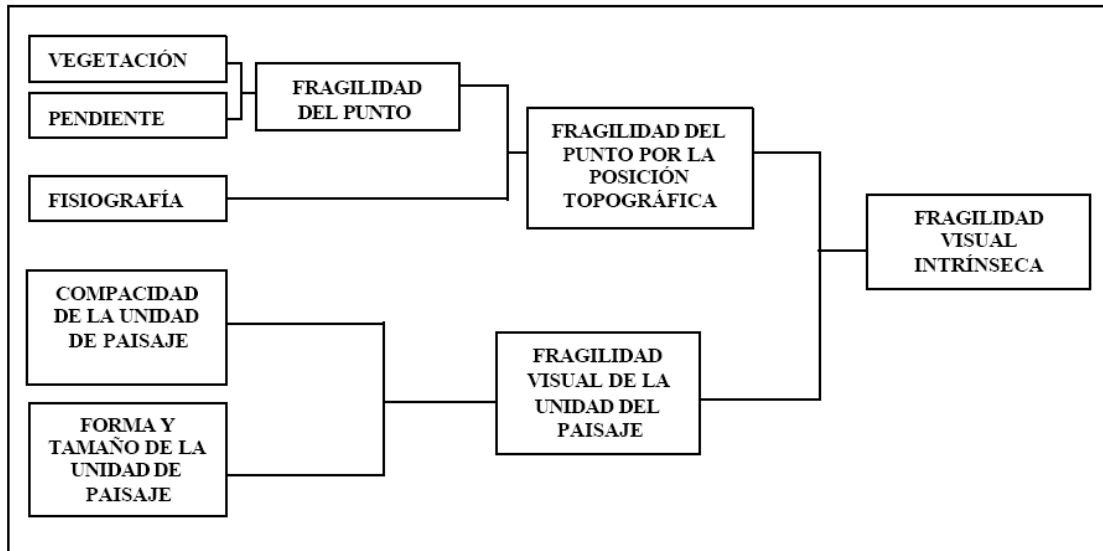 VEGETACIÓN
PENDIENTE
FRAGILIDAD
DEL PUNTO
FISIOGRAFÍA
FRAGILIDAD DEL
PUNTO POR LA
POSICIÓN
TOPOGRÁFICA
COMPACIDAD
DE LA UNIDAD
DE PAISAJE
FORMA Y
TAMAÑO DE LA
UNIDAD DE
PAISAJE
FRAGILIDAD
VISUAL DE LA
UNIDAD DEL
PAISAJE
FRAGILIDAD
VISUAL
INTRÍNSECA